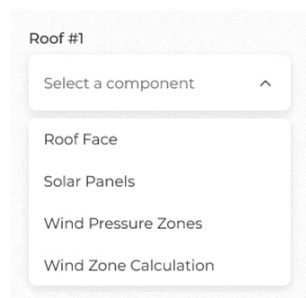 Roof #1
Select a component
Roof Face
Solar Panels
Wind Pressure Zones
Wind Zone Calculation